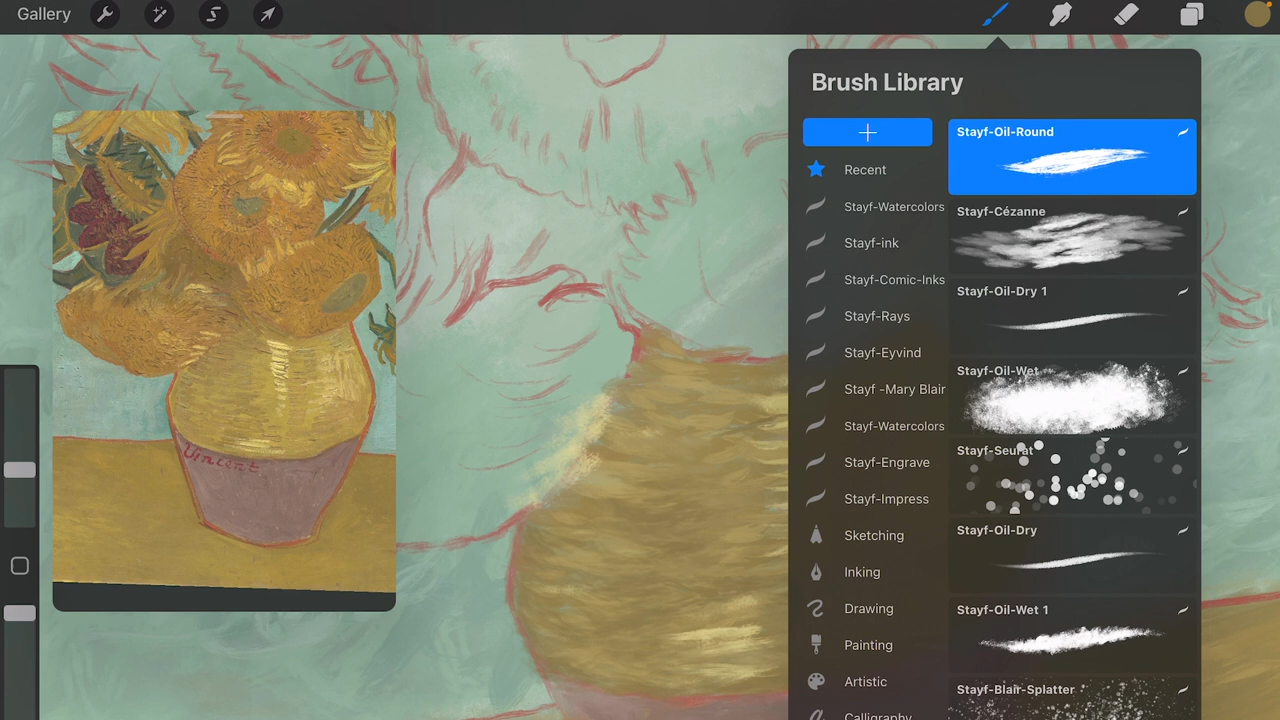 Gallery
Brush Library
Recent
Stayf-Watercolors
Stayf-ink
Stayf-Comic-Inks
Stayf-Rays
Stayf-Eyvind
Stayf -Mary Blair
Stayf-Watercolors
Stayf-Engrave
Stayf-Impress
Sketching
Inking
Drawing
Painting
Artistic
Calligraphy
Stayf-Oil-Round
Stayf-Cézanne
Stayf-Oil-Dry 1
Stayf-Oil-Wet
Stayf-Seurat
Stayf-Oil-Dry
Stayf-Oil-Wet 1
Stayf-Blair-Splatter
Vincent